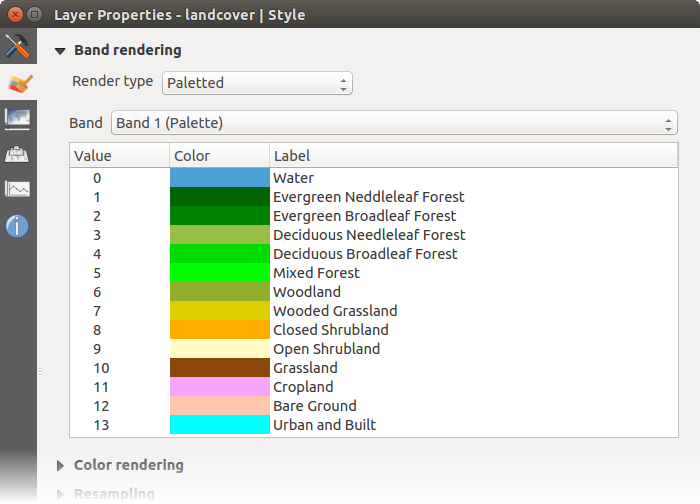 Layer Properties - landcover | Style
Band rendering
Render type Paletted
Band Band 1 (Palette)
Value Color Label
0 Water
1 Evergreen Neddleleaf Forest
2 Evergreen Broadleaf Forest
3 Deciduous Needleleaf Forest
4 Deciduous Broadleaf Forest
5 Mixed Forest
6 Woodland
7 Wooded Grassland
8 Closed Shrubland
9 Open Shrubland
10 Grassland
11 Cropland
12 Bare Ground
13 Urban and Built
Color rendering
Resampling